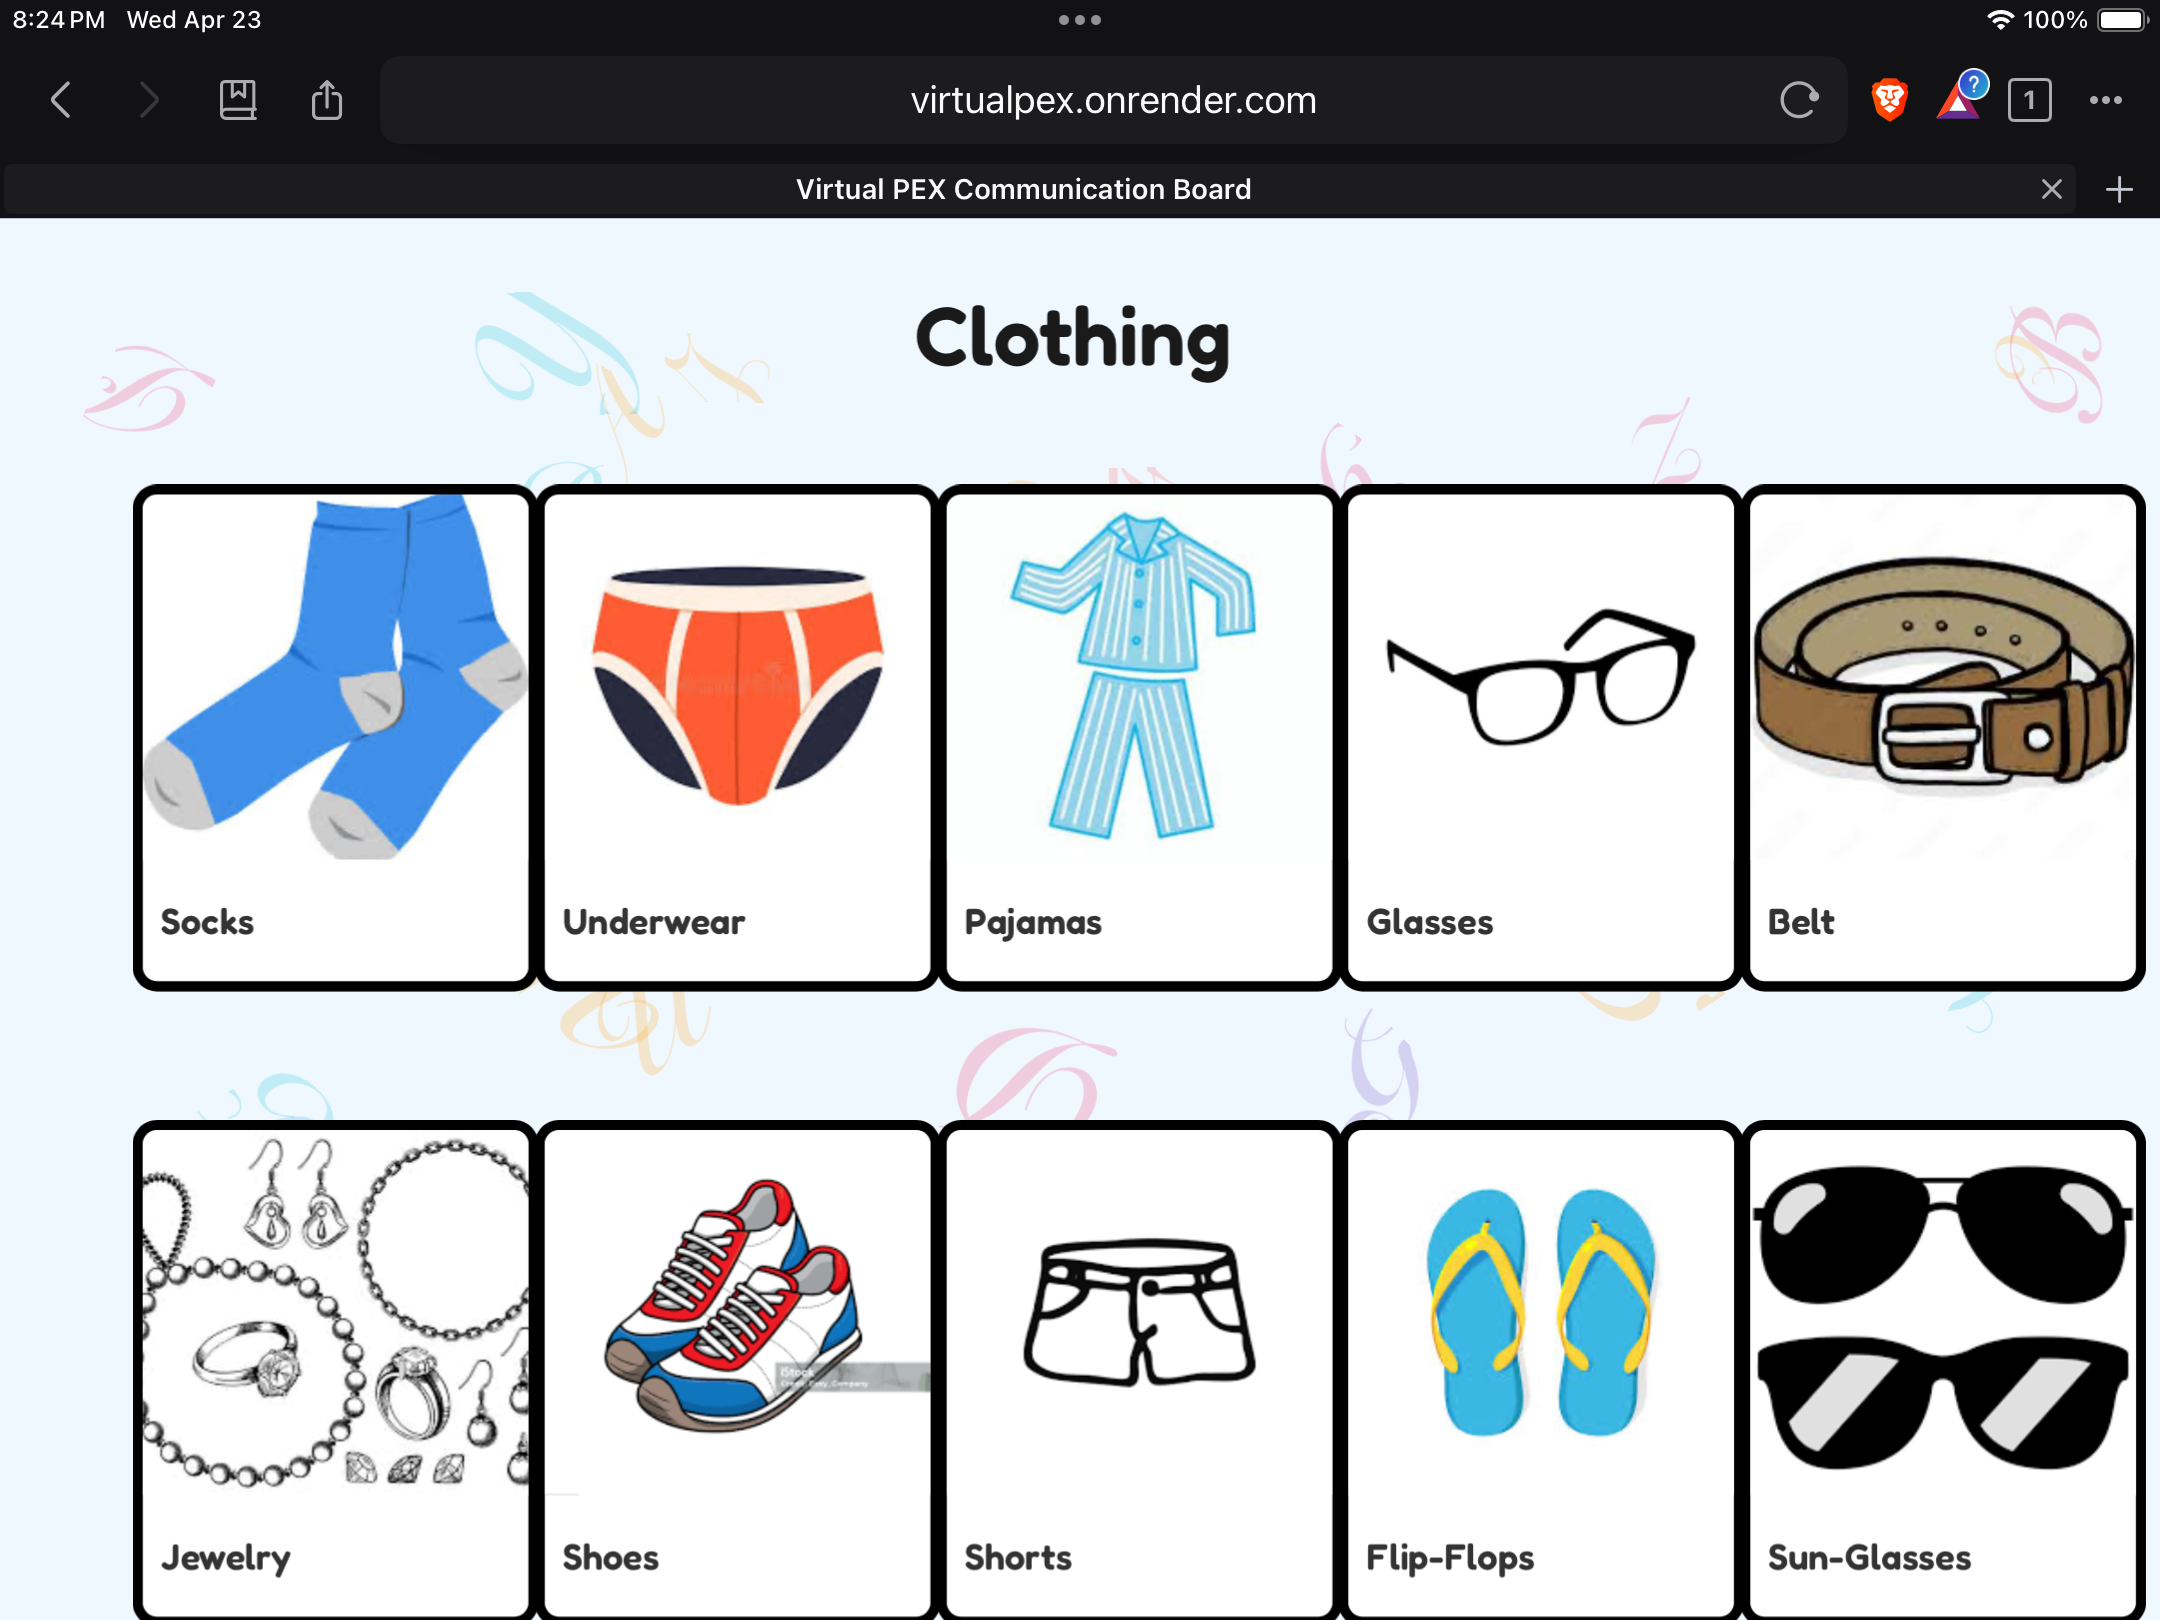 8:24 PM Wed Apr 23
100%
virtualpex.onrender.com
?
1
Virtual PEX Communication Board
Clothing
Socks
Underwear
Pajamas
Glasses
Belt
iStock
Jewelry
Shoes
Shorts
Flip-Flops
Sun-Glasses